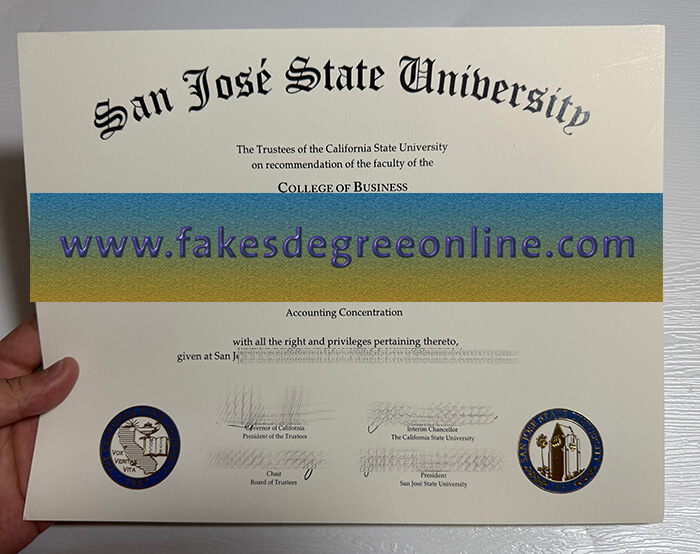 San José State University
The Trustees of the California State University
on recommendation of the faculty of the
College of Business
www.fakesdegreeonline.com
Accounting Concentration
with all the right and privileges pertaining thereto,
given at San
Governor of California
President of the Trustees
Interim Chancellor
The California State University
Chair
Board of Trustees
President
San José State University
VOX
VERITAS
VITA